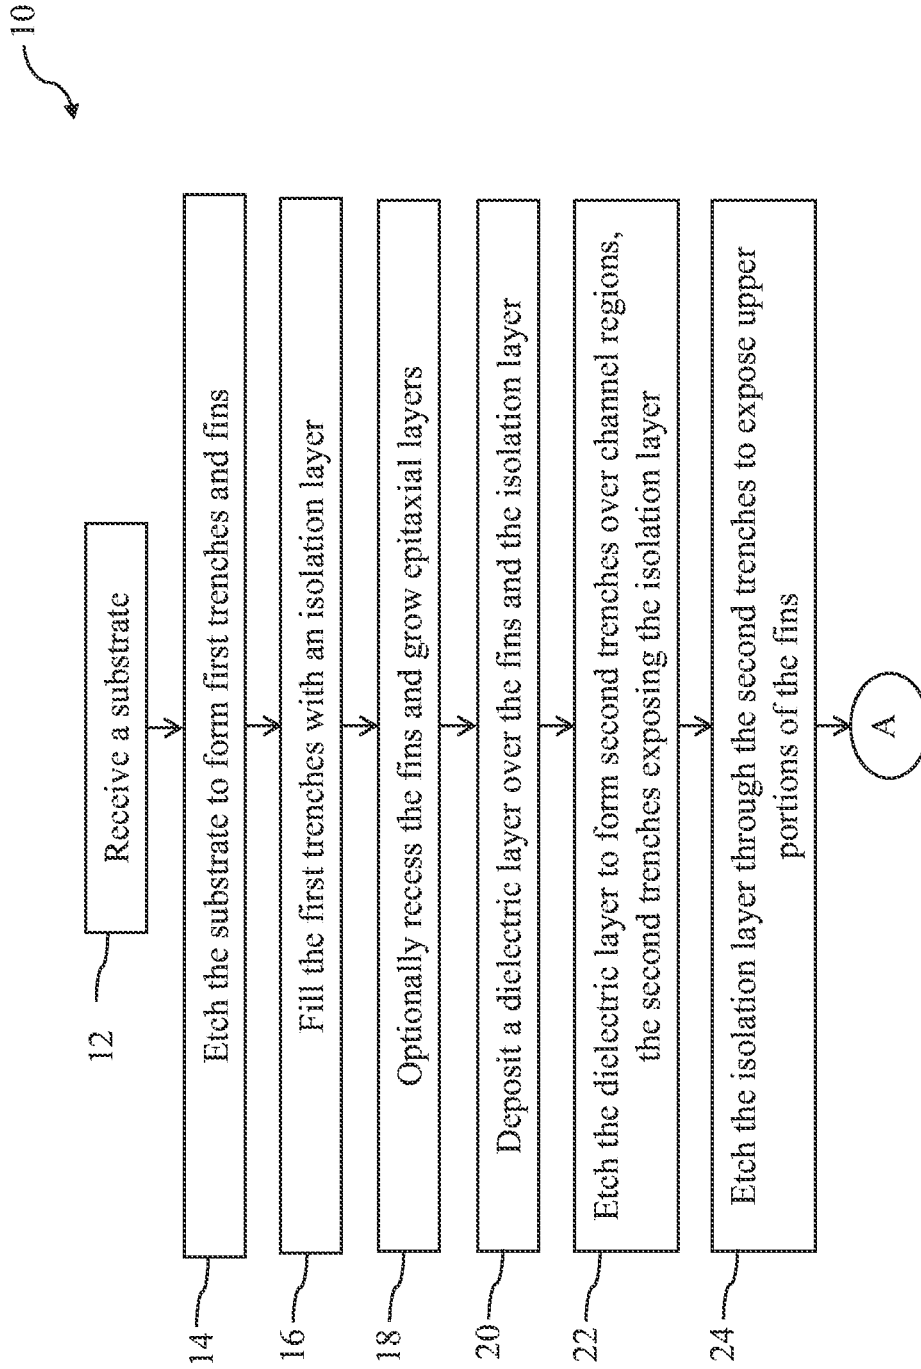 10
12
Receive a substrate
14
Etch the substrate to form first trenches and fins
16
Fill the first trenches with an isolation layer
18
Optionally recess the fins and grow epitaxial layers
20
Deposit a dielectric layer over the fins and the isolation layer
22
Etch the dielectric layer to form second trenches over channel regions,
the second trenches exposing the isolation layer
24
Etch the isolation layer through the second trenches to expose upper
portions of the fins
A